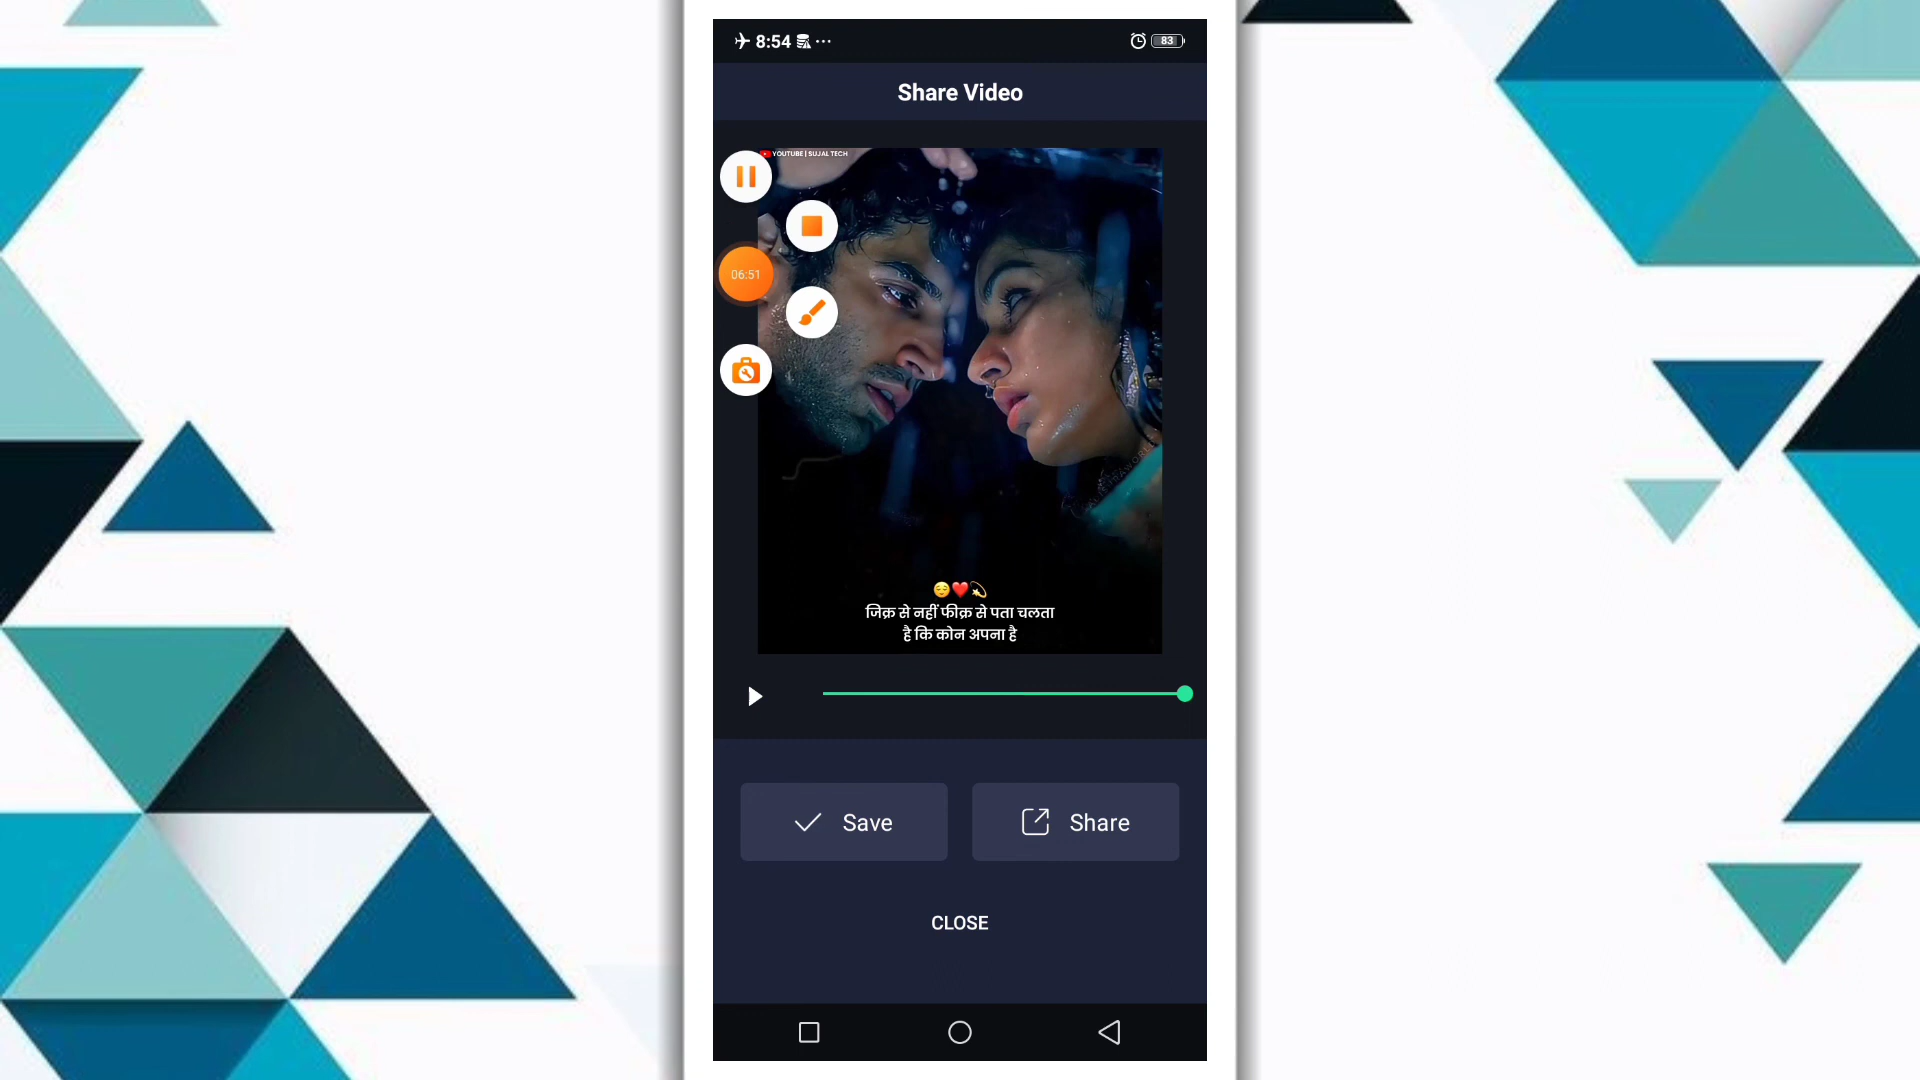 8:54
83
Share Video
YOUTUBE | SUJAL TECH
06:51
जिक्र से नहीं फीक्र से पता चलता
है कि कोन अपना है
Save
Share
CLOSE